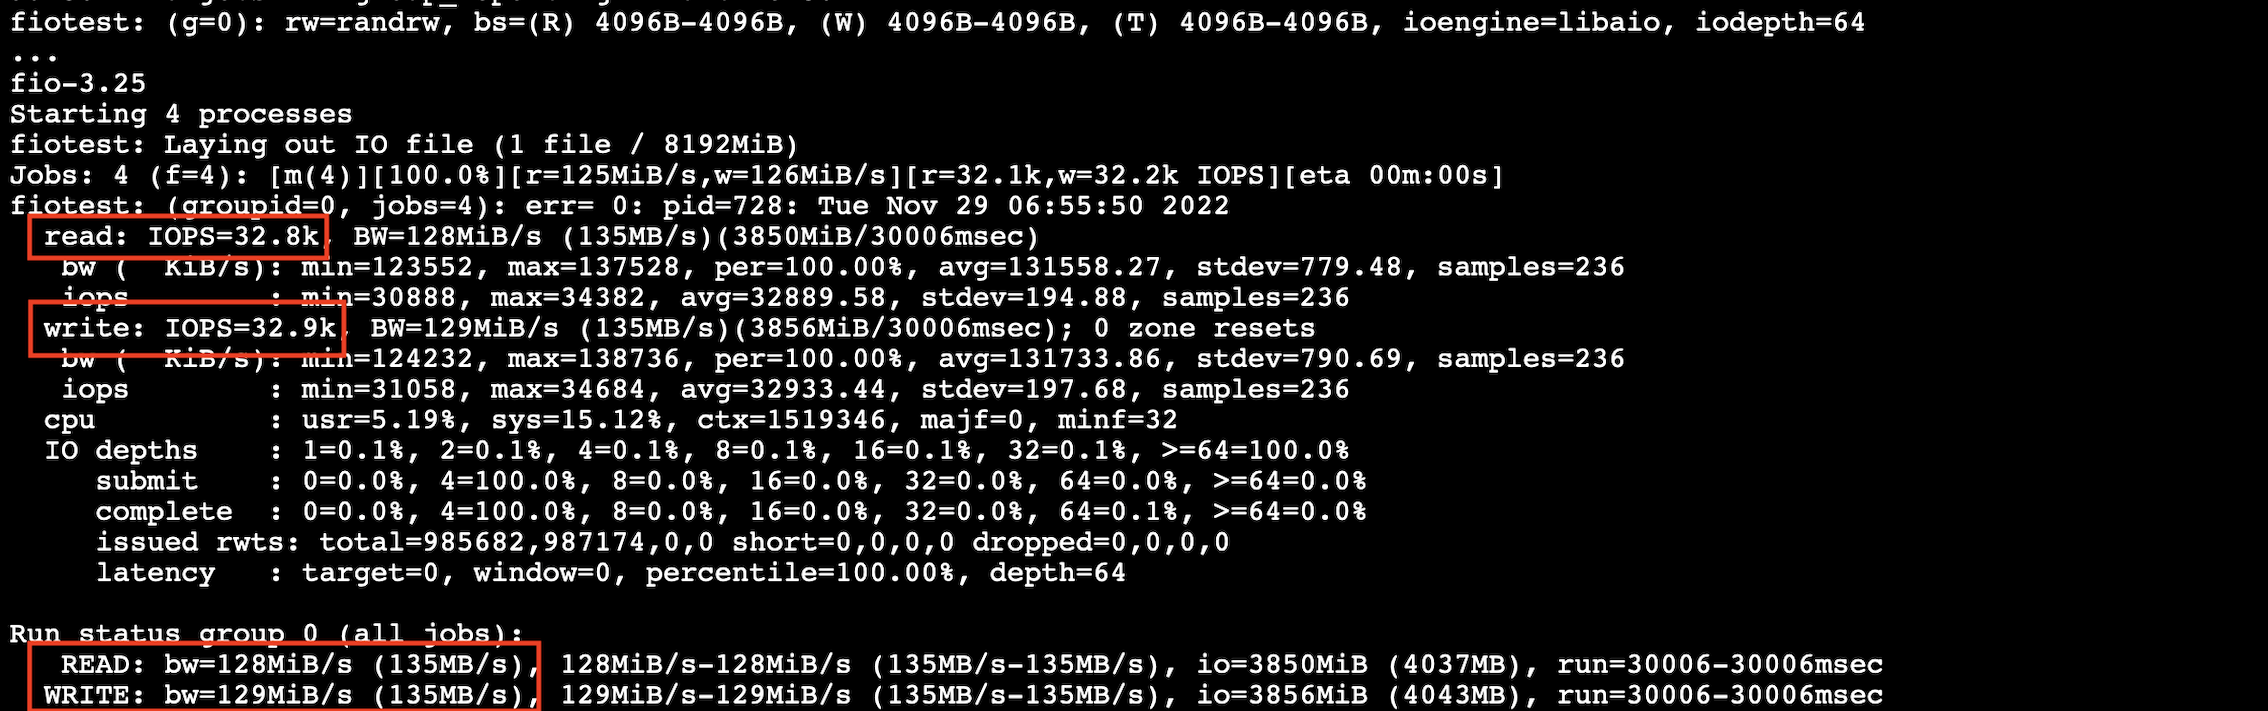 fiotest: (g=0): rw=randrw, bs=(R) 4096B-4096B, (W) 4096B-4096B, (T) 4096B-4096B, ioengine=libaio, iodepth=64
...
fio-3.25
Starting 4 processes
fiotest: Laying out IO file (1 file / 8192MiB)
Jobs: 4 (f=4): [m(4)][100.0%][r=125MiB/s,w=126MiB/s][r=32.1k,w=32.2k IOPS][eta 00m:00s]
fiotest: (groupid=0, jobs=4): err= 0: pid=728: Tue Nov 29 06:55:50 2022
  read: IOPS=32.8k, BW=128MiB/s (135MB/s)(3850MiB/30006msec)
   bw (  KiB/s): min=123552, max=137528, per=100.00%, avg=131558.27, stdev=779.48, samples=236
   iops        : min=30888, max=34382, avg=32889.58, stdev=194.88, samples=236
  write: IOPS=32.9k, BW=129MiB/s (135MB/s)(3856MiB/30006msec); 0 zone resets
   bw (  KiB/s): min=124232, max=138736, per=100.00%, avg=131733.86, stdev=790.69, samples=236
   iops        : min=31058, max=34684, avg=32933.44, stdev=197.68, samples=236
  cpu          : usr=5.19%, sys=15.12%, ctx=1519346, majf=0, minf=32
  IO depths    : 1=0.1%, 2=0.1%, 4=0.1%, 8=0.1%, 16=0.1%, 32=0.1%, >=64=100.0%
     submit    : 0=0.0%, 4=100.0%, 8=0.0%, 16=0.0%, 32=0.0%, 64=0.0%, >=64=0.0%
     complete  : 0=0.0%, 4=100.0%, 8=0.0%, 16=0.0%, 32=0.0%, 64=0.1%, >=64=0.0%
     issued rwts: total=985682,987174,0,0 short=0,0,0,0 dropped=0,0,0,0
     latency   : target=0, window=0, percentile=100.00%, depth=64

Run status group 0 (all jobs):
   READ: bw=128MiB/s (135MB/s), 128MiB/s-128MiB/s (135MB/s-135MB/s), io=3850MiB (4037MB), run=30006-30006msec
  WRITE: bw=129MiB/s (135MB/s), 129MiB/s-129MiB/s (135MB/s-135MB/s), io=3856MiB (4043MB), run=30006-30006msec